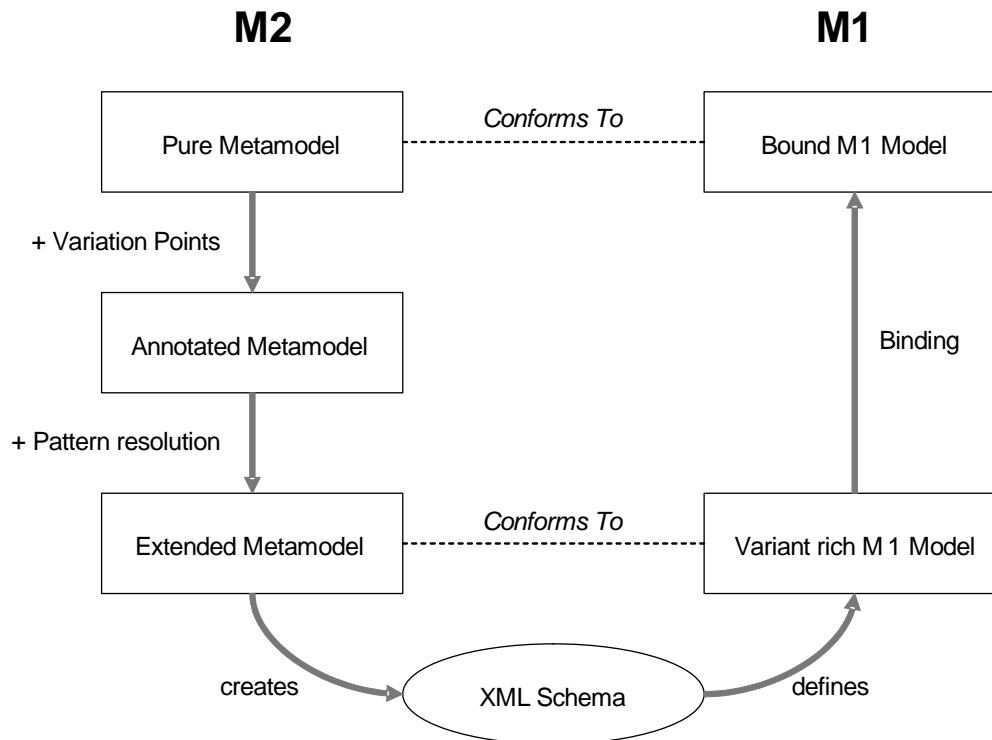 M2
M1
Pure Metamodel
Conforms To
Bound M1 Model
+ Variation Points
Annotated Metamodel
Binding
+ Pattern resolution
Extended Metamodel
Conforms To
Variant rich M1 Model
creates
XML Schema
defines